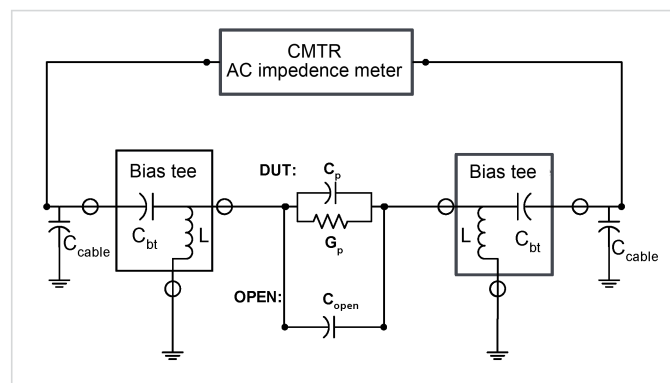 CMTR
AC impedence meter
Bias tee
DUT:
Cp
Bias tee
Ccable
Cbt
L
Gp
L
Cbt
Ccable
OPEN:
Copen